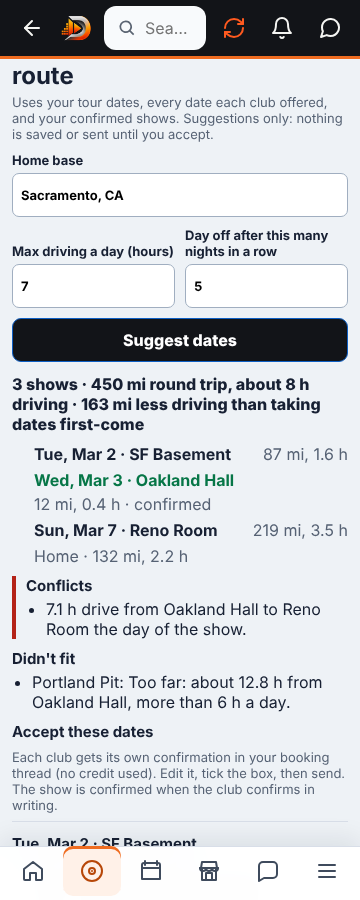 Sea...
route
Uses your tour dates, every date each club offered,
and your confirmed shows. Suggestions only: nothing
is saved or sent until you accept.
Home base
Sacramento, CA
Max driving a day (hours)
Day off after this many
nights in a row
7
5
Suggest dates
3 shows · 450 mi round trip, about 8 h
driving · 163 mi less driving than taking
dates first-come
Tue, Mar 2 · SF Basement 87 mi, 1.6 h
Wed, Mar 3 · Oakland Hall
12 mi, 0.4 h · confirmed
Sun, Mar 7 · Reno Room 219 mi, 3.5 h
Home · 132 mi, 2.2 h
Conflicts
• 7.1 h drive from Oakland Hall to Reno
Room the day of the show.
Didn't fit
• Portland Pit: Too far: about 12.8 h from
Oakland Hall, more than 6 h a day.
Accept these dates
Each club gets its own confirmation in your booking
thread (no credit used). Edit it, tick the box, then send.
The show is confirmed when the club confirms in
writing.
Tue, Mar 2 · SF Basement